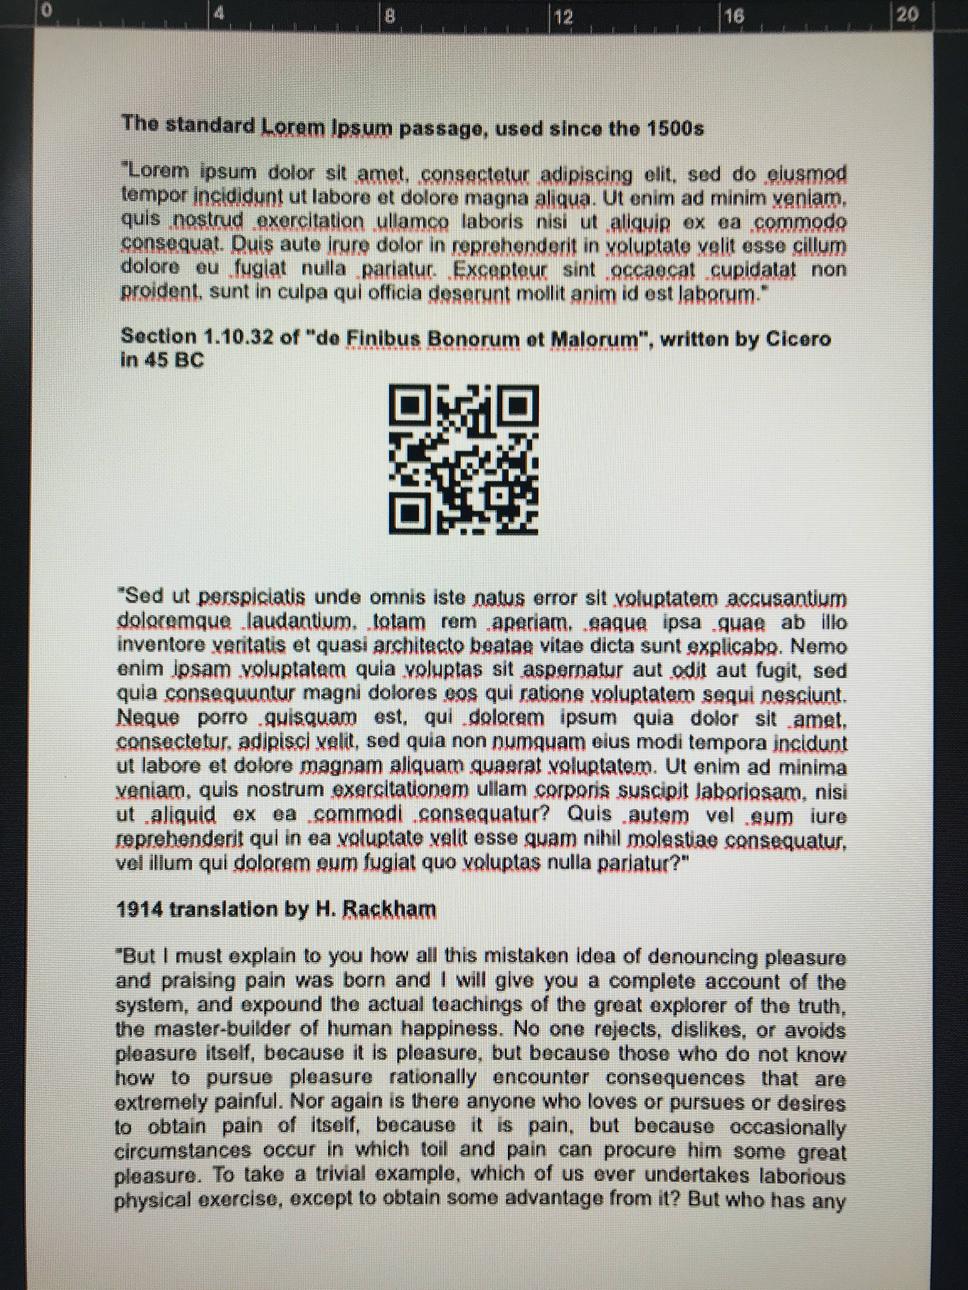 0 4 8 12 16 20
The standard Lorem Ipsum passage, used since the 1500s
"Lorem ipsum dolor sit amet, consectetur adipiscing elit, sed do eiusmod
tempor incididunt ut labore et dolore magna aliqua. Ut enim ad minim veniam,
quis nostrud exercitation ullamco laboris nisi ut aliquip ex ea commodo
consequat. Duis aute irure dolor in reprehenderit in voluptate velit esse cillum
dolore eu fugiat nulla pariatur. Excepteur sint occaecat cupidatat non
proident, sunt in culpa qui officia deserunt mollit anim id est laborum."
Section 1.10.32 of "de Finibus Bonorum et Malorum", written by Cicero
in 45 BC
"Sed ut perspiciatis unde omnis iste natus error sit voluptatem accusantium
doloremque laudantium, totam rem aperiam, eaque ipsa quae ab illo
inventore veritatis et quasi architecto beatae vitae dicta sunt explicabo. Nemo
enim ipsam voluptatem quia voluptas sit aspernatur aut odit aut fugit, sed
quia consequuntur magni dolores eos qui ratione voluptatem sequi nesciunt.
Neque porro quisquam est, qui dolorem ipsum quia dolor sit amet,
consectetur, adipisci velit, sed quia non numquam eius modi tempora incidunt
ut labore et dolore magnam aliquam quaerat voluptatem. Ut enim ad minima
veniam, quis nostrum exercitationem ullam corporis suscipit laboriosam, nisi
ut aliquid ex ea commodi consequatur? Quis autem vel eum iure
reprehenderit qui in ea voluptate velit esse quam nihil molestiae consequatur,
vel illum qui dolorem eum fugiat quo voluptas nulla pariatur?"
1914 translation by H. Rackham
"But I must explain to you how all this mistaken idea of denouncing pleasure
and praising pain was born and I will give you a complete account of the
system, and expound the actual teachings of the great explorer of the truth,
the master-builder of human happiness. No one rejects, dislikes, or avoids
pleasure itself, because it is pleasure, but because those who do not know
how to pursue pleasure rationally encounter consequences that are
extremely painful. Nor again is there anyone who loves or pursues or desires
to obtain pain of itself, because it is pain, but because occasionally
circumstances occur in which toil and pain can procure him some great
pleasure. To take a trivial example, which of us ever undertakes laborious
physical exercise, except to obtain some advantage from it? But who has any